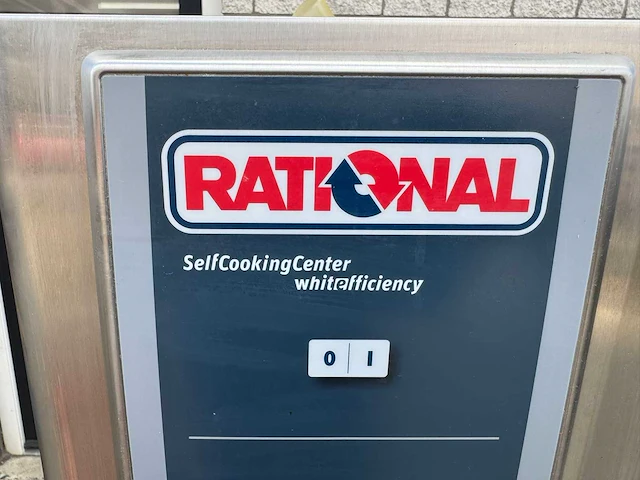 RATIONAL
SelfCookingCenter
whitefficiency
0 I